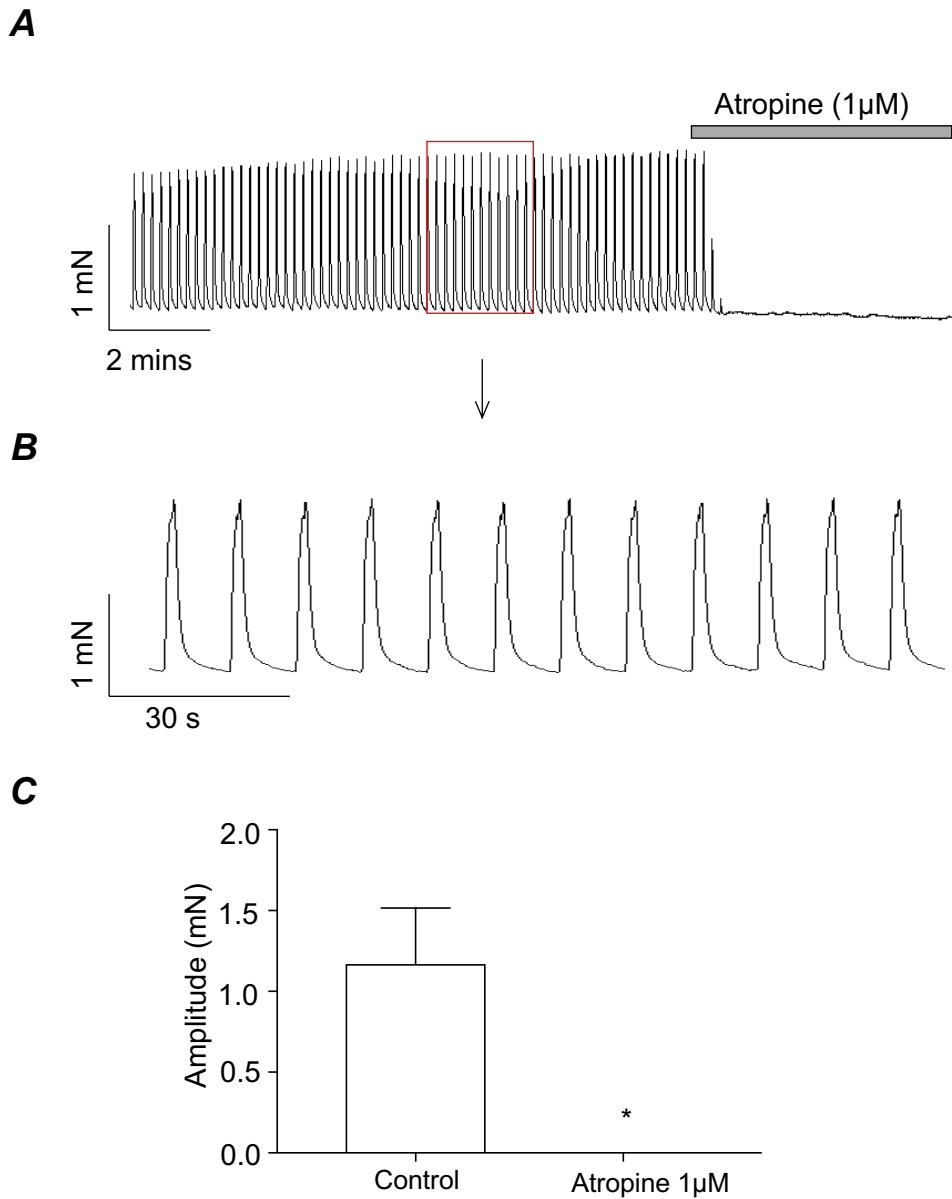 A
Atropine (1µM)
1 mN
2 mins
B
1 mN
30 s
C
2.0
1.5
1.0
0.5
0.0
Amplitude (mN)
*
Control
Atropine 1µM